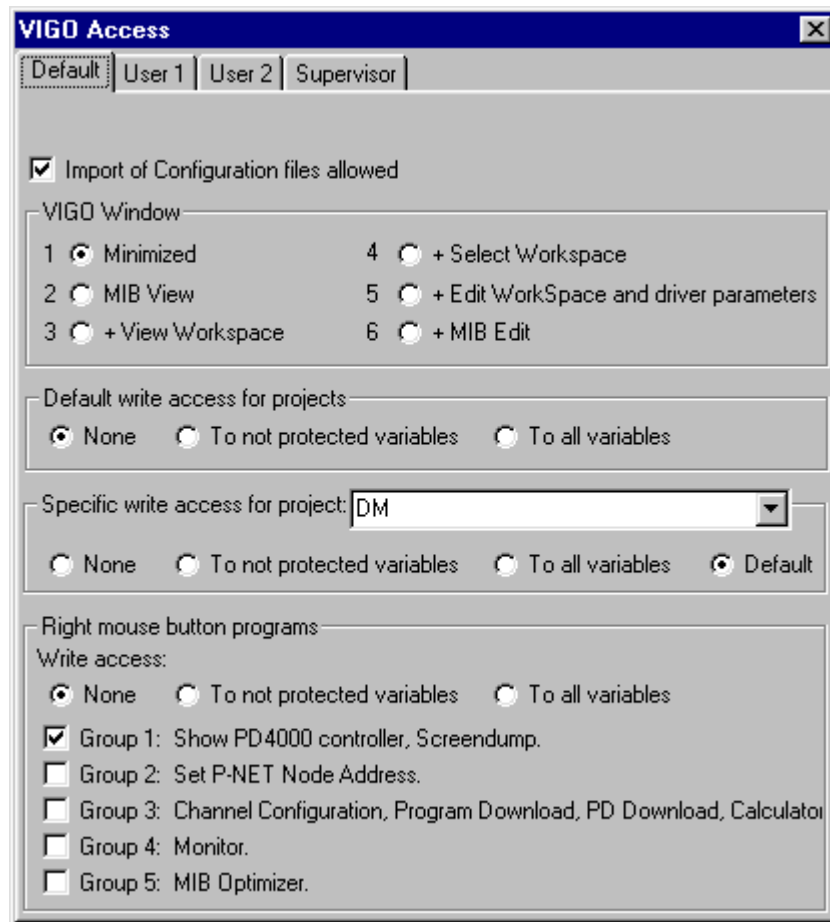 VIGO Access
Default User 1 User 2 Supervisor
Import of Configuration files allowed
VIGO Window
1 Minimized 4 + Select Workspace
2 MIB View 5 + Edit WorkSpace and driver parameters
3 + View Workspace 6 + MIB Edit
Default write access for projects
None To not protected variables To all variables
Specific write access for project: DM
None To not protected variables To all variables Default
Right mouse button programs
Write access:
None To not protected variables To all variables
Group 1: Show PD4000 controller, Screendump.
Group 2: Set P-NET Node Address.
Group 3: Channel Configuration, Program Download, PD Download, Calculator
Group 4: Monitor.
Group 5: MIB Optimizer.